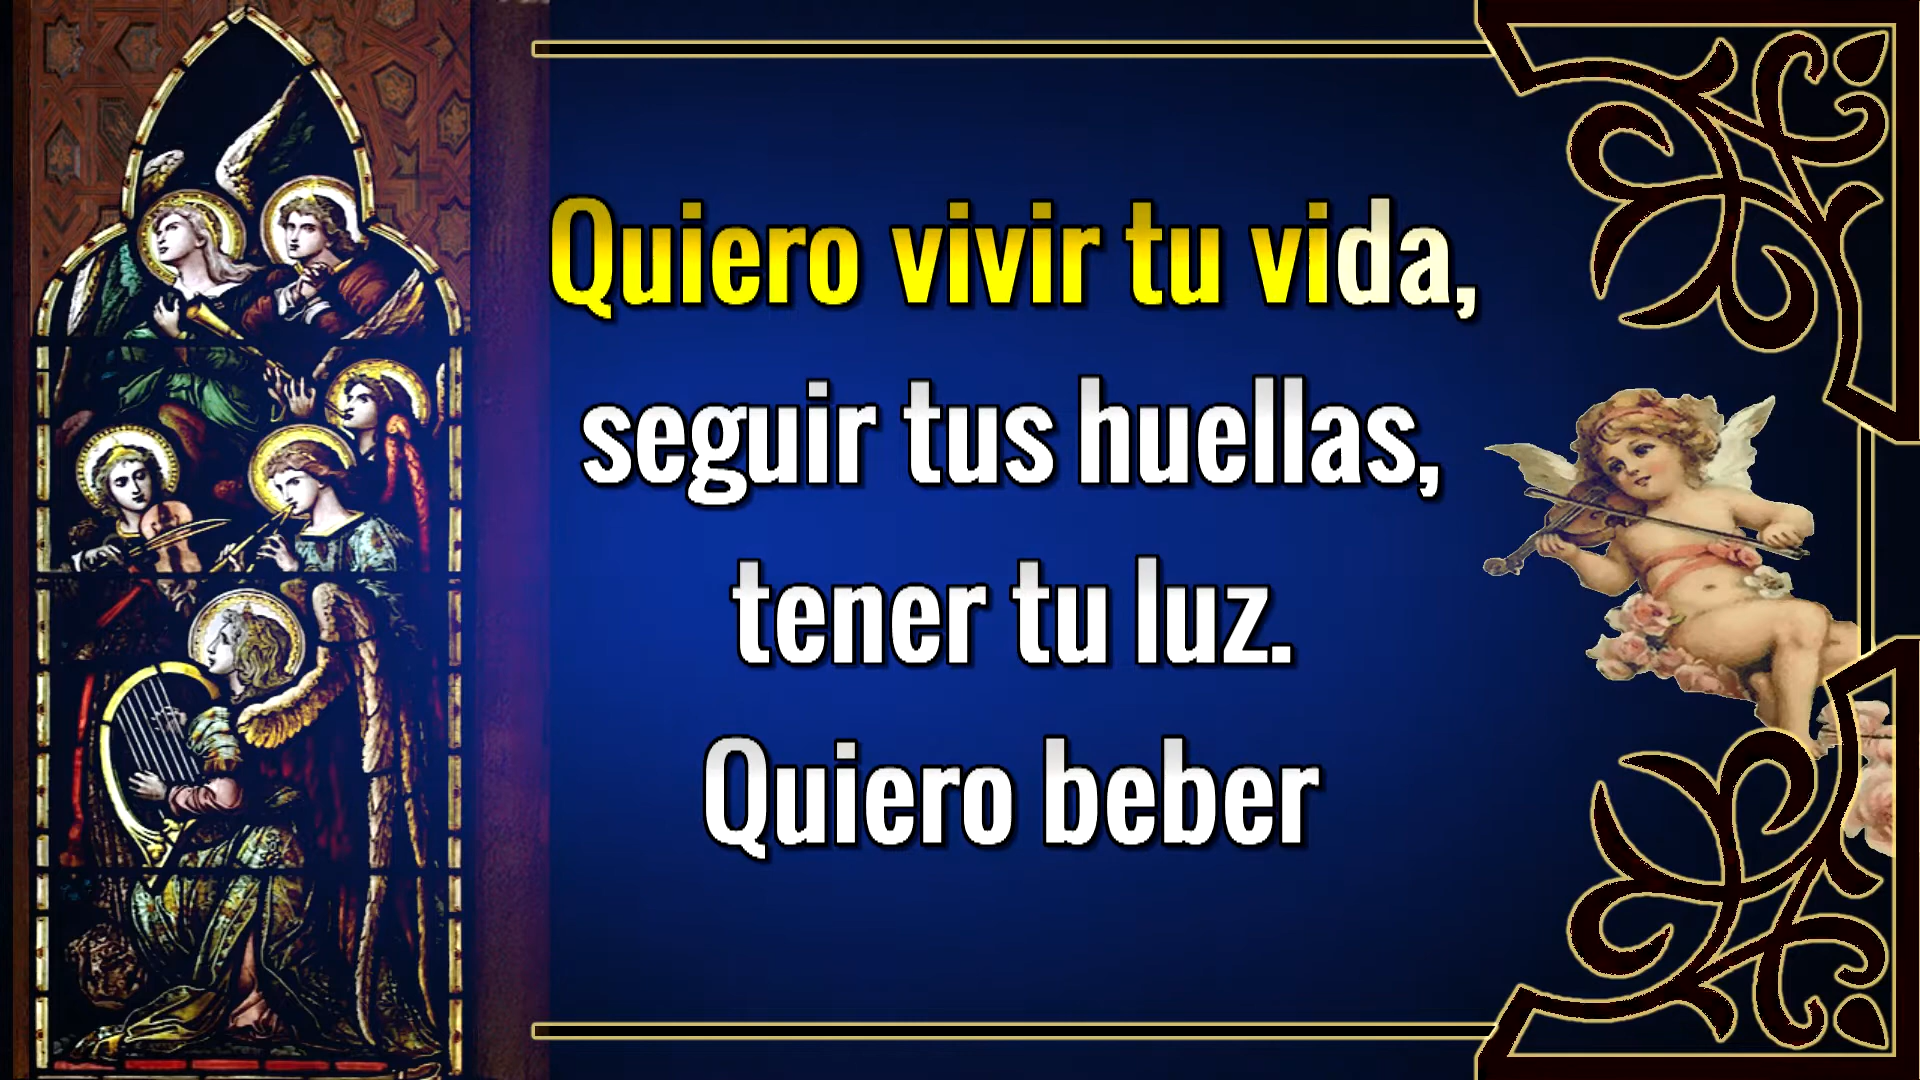 Quiero vivir tu vida,
seguir tus huellas,
tener tu luz.
Quiero beber